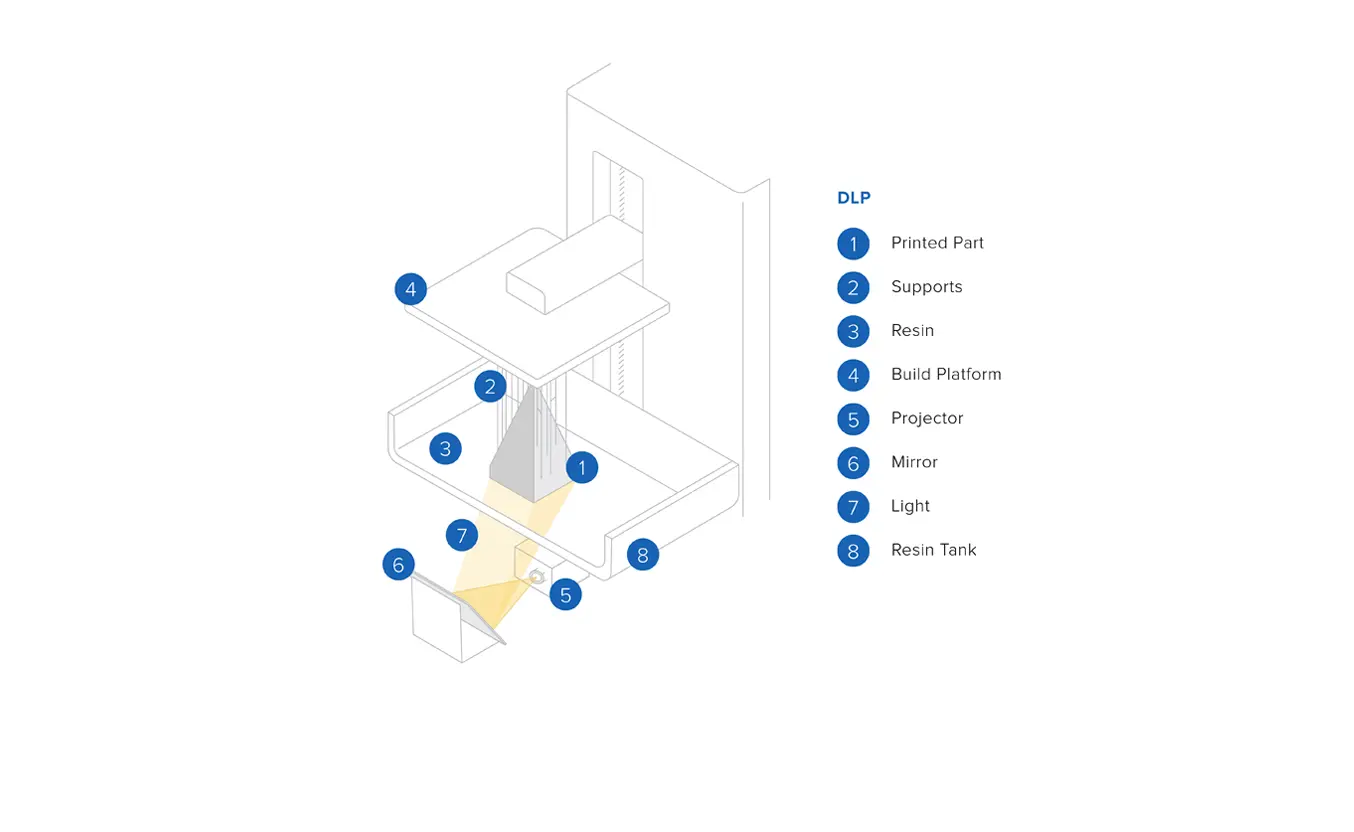 DLP
1 Printed Part
2 Supports
3 Resin
4 Build Platform
5 Projector
6 Mirror
7 Light
8 Resin Tank
4
2
3
1
7
6
8
5